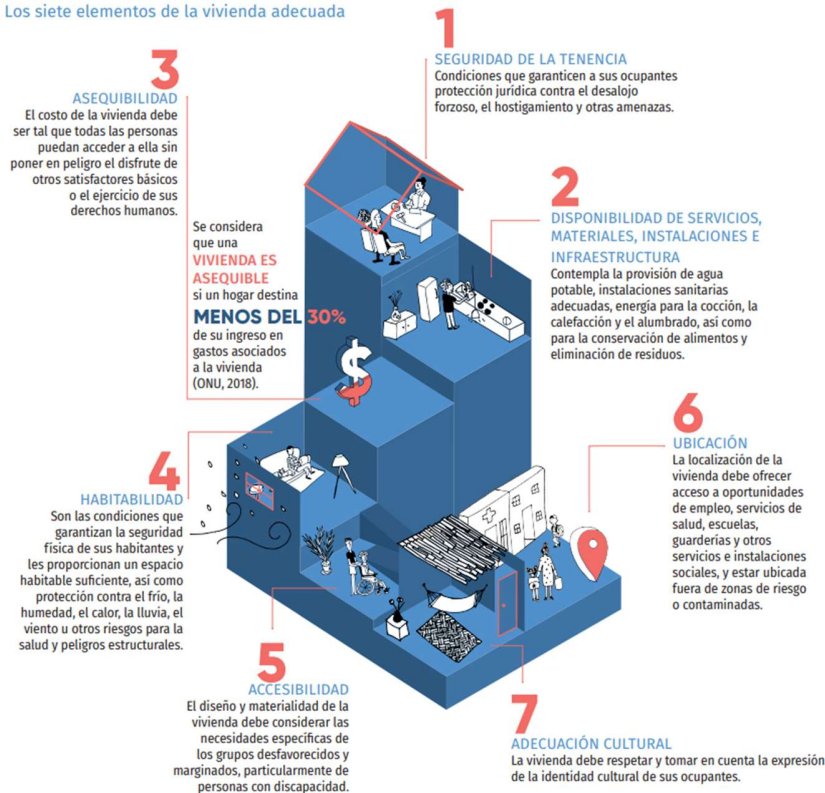 Los siete elementos de la vivienda adecuada
1
SEGURIDAD DE LA TENENCIA
Condiciones que garanticen a sus ocupantes
protección jurídica contra el desalojo
forzoso, el hostigamiento y otras amenazas.
2
DISPONIBILIDAD DE SERVICIOS,
MATERIALES, INSTALACIONES E
INFRAESTRUCTURA
Contempla la provisión de agua
potable, instalaciones sanitarias
adecuadas, energía para la cocción, la
calefacción y el alumbrado, así como
para la conservación de alimentos y
eliminación de residuos.
3
ASEQUIBILIDAD
El costo de la vivienda debe
ser tal que todas las personas
puedan acceder a ella sin
poner en peligro el disfrute de
otros satisfactores básicos
o el ejercicio de sus
derechos humanos.
Se considera
que una
VIVIENDA ES
ASEQUIBLE
si un hogar destina
MENOS DEL 30%
de su ingreso en
gastos asociados
a la vivienda
(ONU, 2018).
4
HABITABILIDAD
Son las condiciones que
garantizan la seguridad
física de sus habitantes y
les proporcionan un espacio
habitable suficiente, así como
protección contra el frío, la
humedad, el calor, la lluvia, el
viento u otros riesgos para la
salud y peligros estructurales.
5
ACCESIBILIDAD
El diseño y materialidad de la
vivienda debe considerar las
necesidades específicas de
los grupos desfavorecidos y
marginados, particularmente de
personas con discapacidad.
6
UBICACIÓN
La localización de la
vivienda debe ofrecer
acceso a oportunidades
de empleo, servicios de
salud, escuelas,
guarderías y otros
servicios e instalaciones
sociales, y estar ubicada
fuera de zonas de riesgo
o contaminadas.
7
ADECUACIÓN CULTURAL
La vivienda debe respetar y tomar en cuenta la expresión
de la identidad cultural de sus ocupantes.